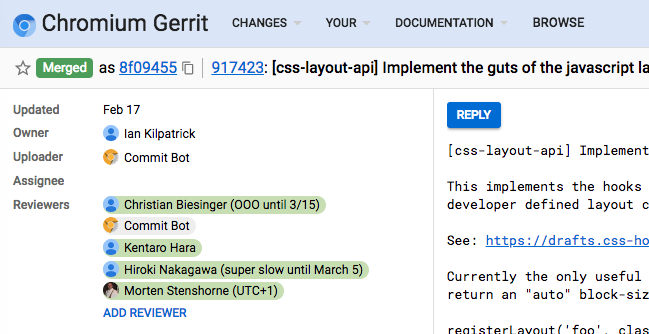 Chromium Gerrit CHANGES YOUR DOCUMENTATION BROWSE
Merged as 8f09455 917423: [css-layout-api] Implement the guts of the javascript la
Updated Feb 17
Owner Ian Kilpatrick
Uploader Commit Bot
Assignee
Reviewers Christian Biesinger (OOO until 3/15)
Commit Bot
Kentaro Hara
Hiroki Nakagawa (super slow until March 5)
Morten Stenshorne (UTC+1)
ADD REVIEWER
REPLY
[css-layout-api] Implement
This implements the hooks
developer defined layout c
See: https://drafts.css-ho
Currently the only useful
return an "auto" block-siz
registerLayout('foo', clas